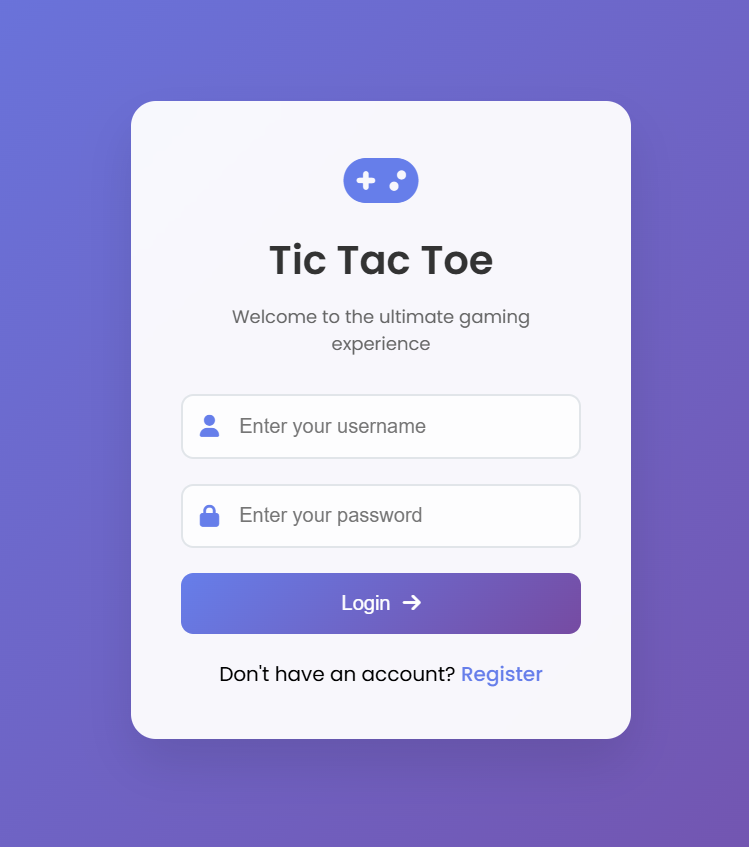 Tic Tac Toe
Welcome to the ultimate gaming
experience
Enter your username
Enter your password
Login
Don't have an account? Register